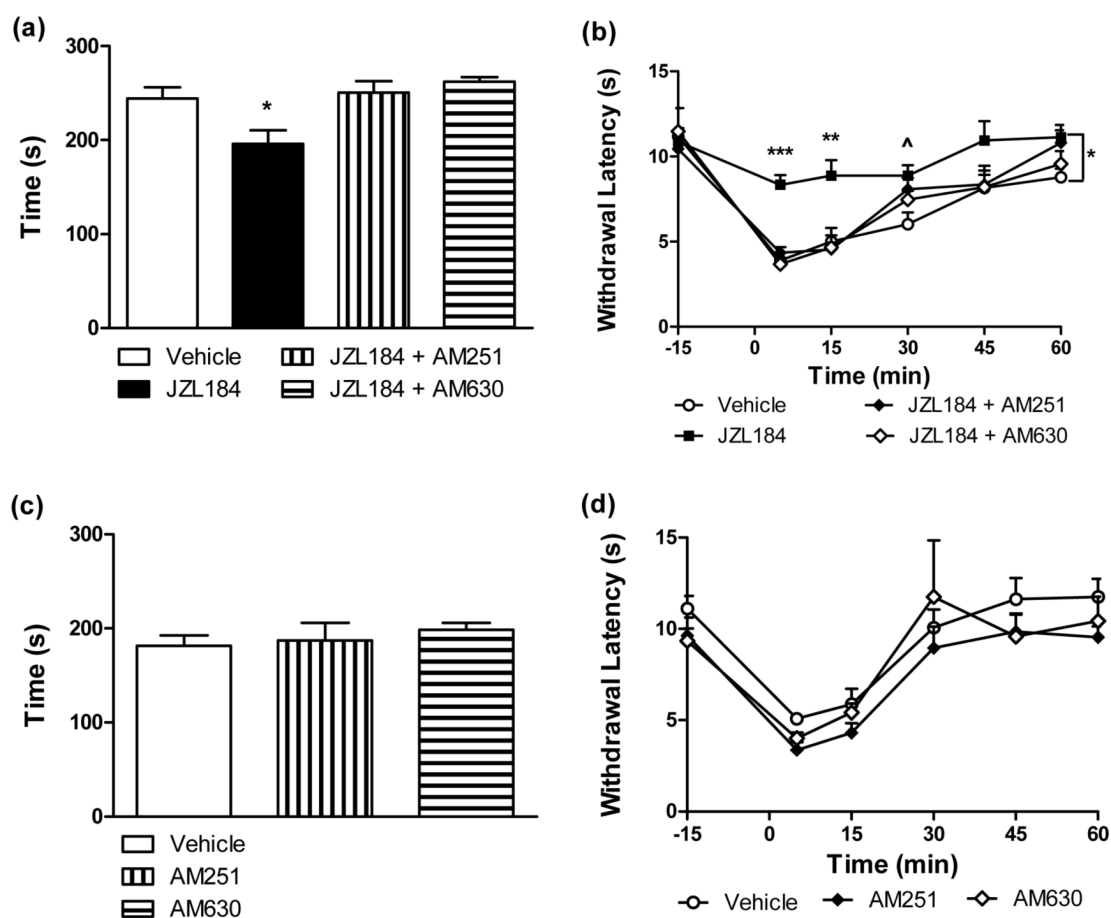 (a)
Time (s)
300
200
100
0
*
Vehicle
JZL184 + AM251
JZL184
JZL184 + AM630
(b)
Withdrawal Latency (s)
15
10
5
0
*** ** ^
*
-15 0 15 30 45 60
Time (min)
Vehicle
JZL184 + AM251
JZL184
JZL184 + AM630
(c)
Time (s)
300
200
100
0
Vehicle
AM251
AM630
(d)
Withdrawal Latency (s)
15
10
5
0
-15 0 15 30 45 60
Time (min)
Vehicle AM251 AM630